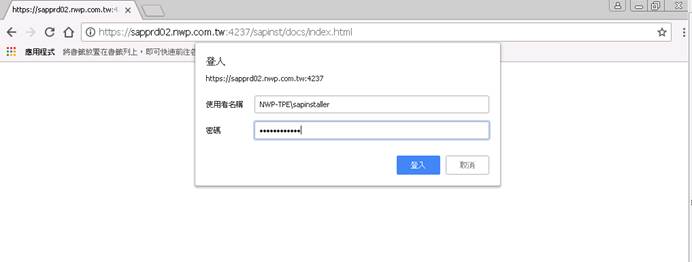 https://sapprd02.nwp.com.tw:4
https://sapprd02.nwp.com.tw:4237/sapinst/docs/index.html
應用程式 將書籤放置在書籤列上，即可快速前往
登入
https://sapprd02.nwp.com.tw:4237
使用者名稱 NWP-TPE\sapinstaller
密碼 ••••••••••••
登入 取消